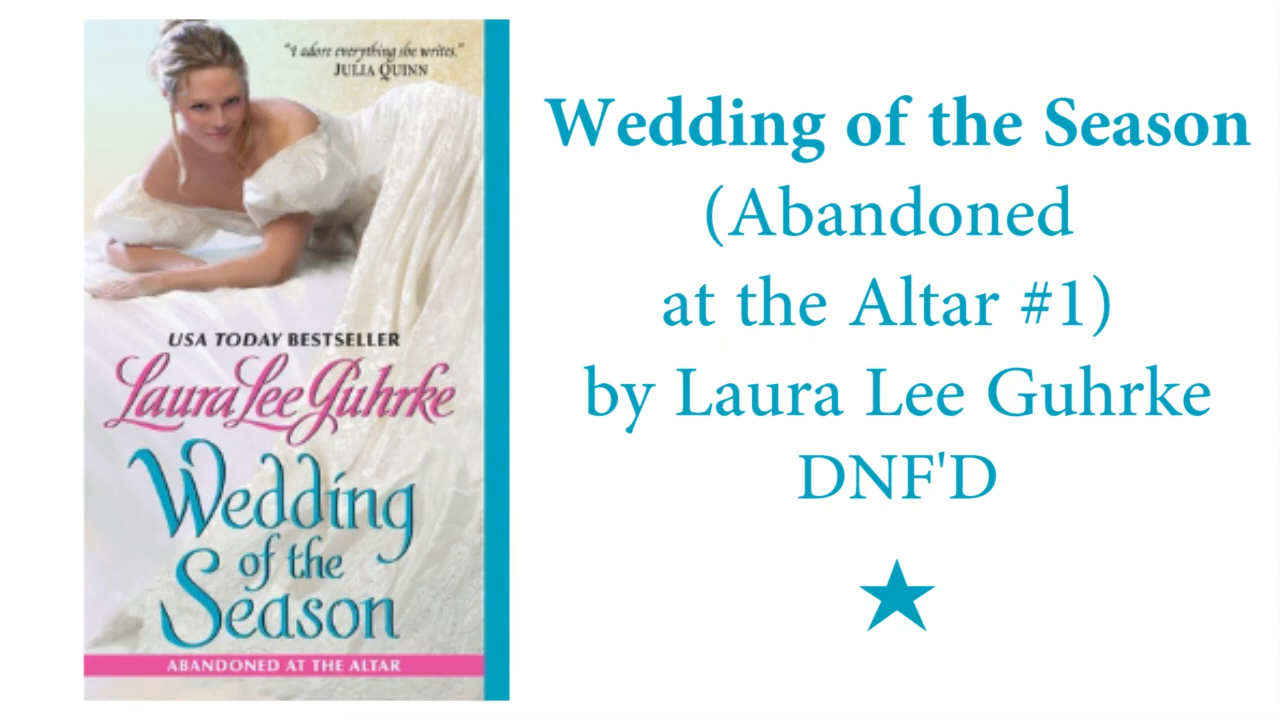 "I adore everything she writes."
JULIA QUINN
USA TODAY BESTSELLER
Laura Lee Guhrke
Wedding
of the
Season
ABANDONED AT THE ALTAR
Wedding of the Season
(Abandoned
at the Altar #1)
by Laura Lee Guhrke
DNF'D